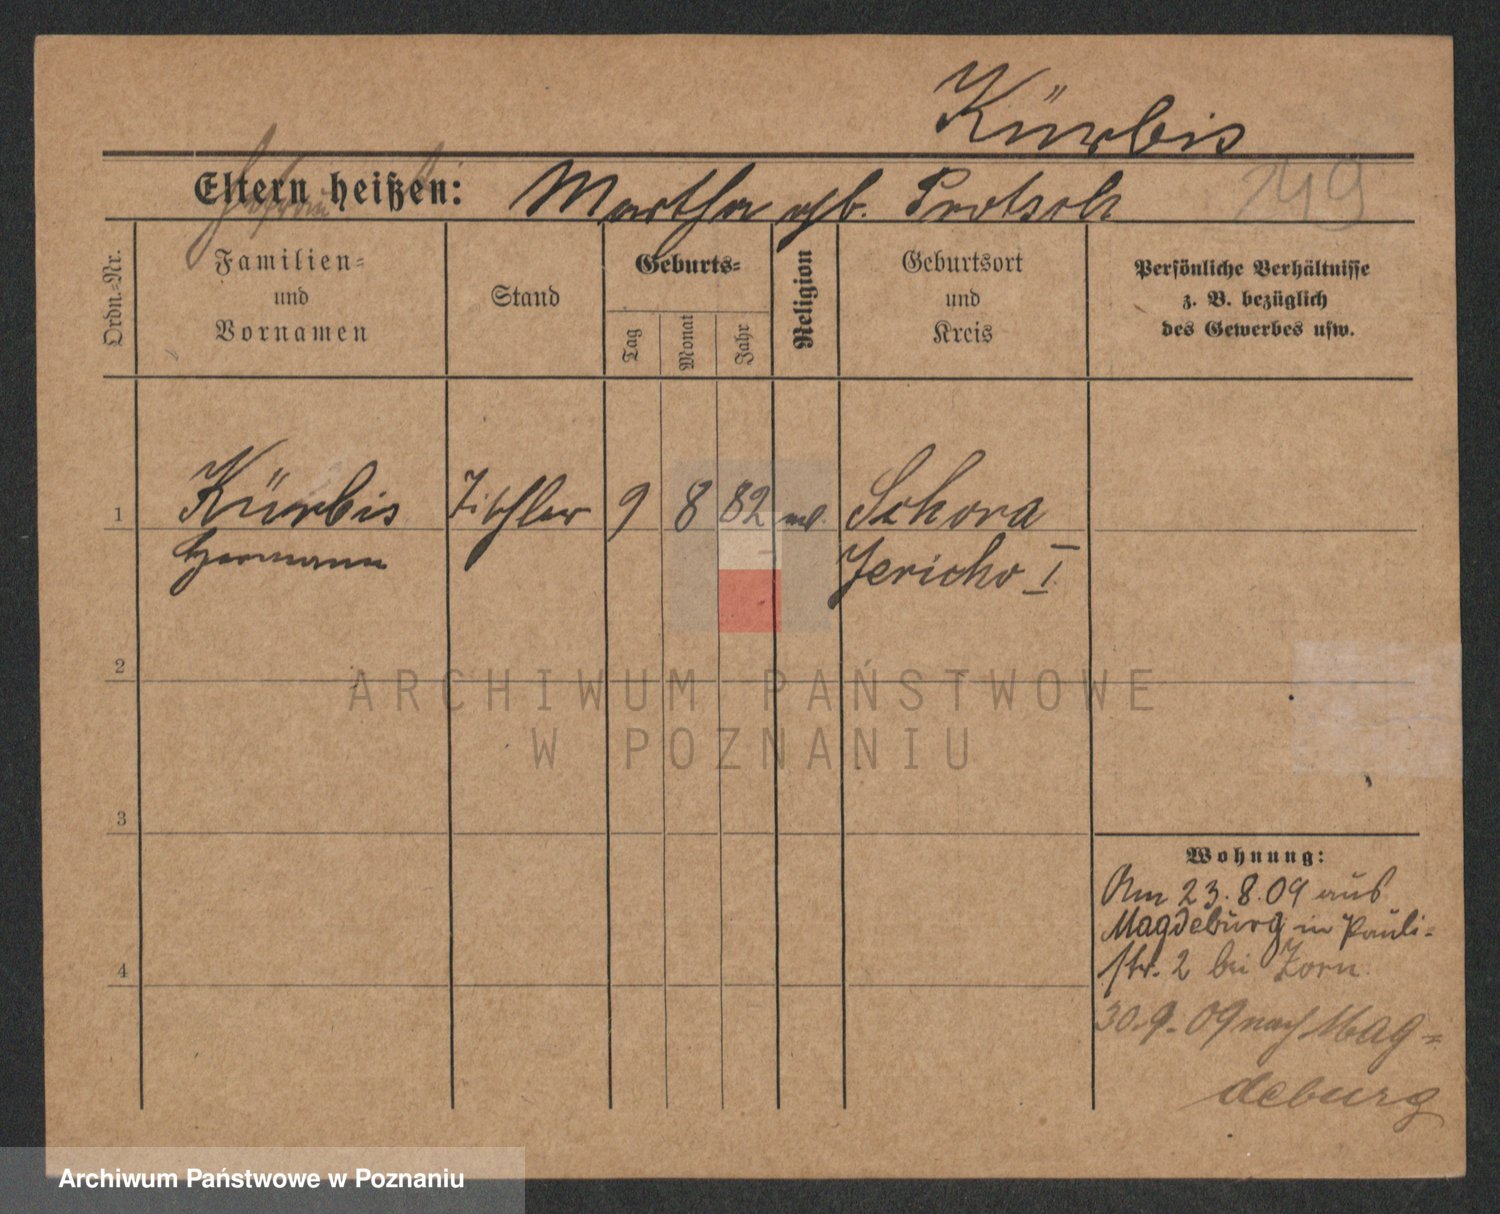 Kürbis
Eltern heißen: Martha geb. Protsch
149
Ordn.=Nr.
Familien=
und
Vornamen
Stand
Geburts=
Tag
Monat
Jahr
Religion
Geburtsort
und
Kreis
Persönliche Verhältnisse
z. B. bezüglich
des Gewerbes usw.
1 Kürbis Tischler 9 8 82 evl. Schora
Hermann Jericho I
2
3
4
Wohnung:
Am 23.8.09 aus
Magdeburg in Pauli=
str. 2 bei Zorn
30.9.09 nach Mag=
deburg
ARCHIWUM PAŃSTWOWE
W POZNANIU
Archiwum Państwowe w Poznaniu